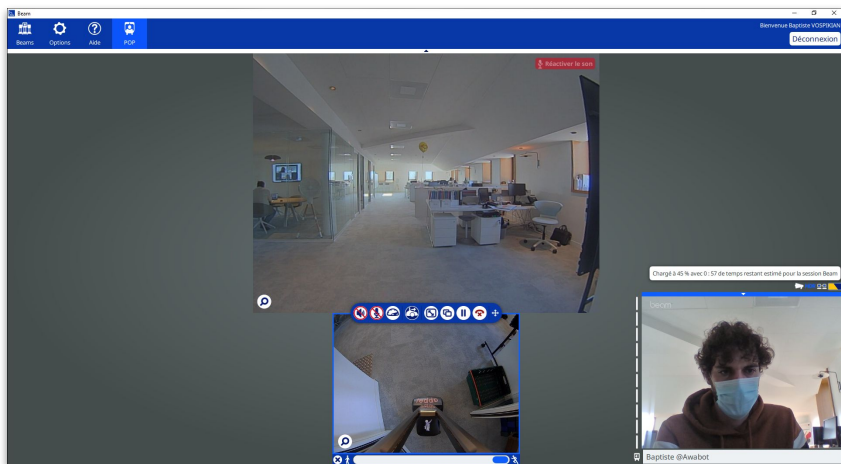 Beam
Beams
Options
Aide
POP
Bienvenue Baptiste VOSPIKIAN
Déconnexion
Réactiver le son
Chargé à 45 % avec 0 : 57 de temps restant estimé pour la session Beam
beam
Baptiste @Awabot